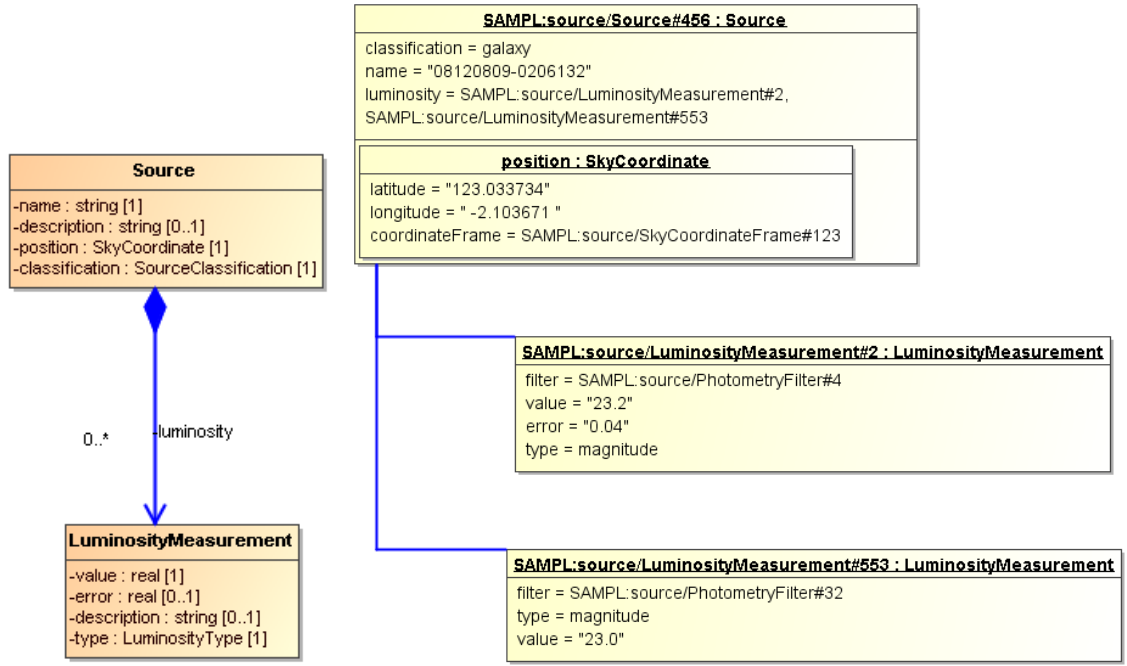 Source
-name : string [1]
-description : string [0..1]
-position : SkyCoordinate [1]
-classification : SourceClassification [1]
0..*
-luminosity
LuminosityMeasurement
-value : real [1]
-error : real [0..1]
-description : string [0..1]
-type : LuminosityType [1]
SAMPL:source/Source#456 : Source
classification = galaxy
name = "08120809-0206132"
luminosity = SAMPL:source/LuminosityMeasurement#2,
SAMPL:source/LuminosityMeasurement#553
position : SkyCoordinate
latitude = "123.033734"
longitude = " -2.103671 "
coordinateFrame = SAMPL:source/SkyCoordinateFrame#123
SAMPL:source/LuminosityMeasurement#2 : LuminosityMeasurement
filter = SAMPL:source/PhotometryFilter#4
value = "23.2"
error = "0.04"
type = magnitude
SAMPL:source/LuminosityMeasurement#553 : LuminosityMeasurement
filter = SAMPL:source/PhotometryFilter#32
type = magnitude
value = "23.0"